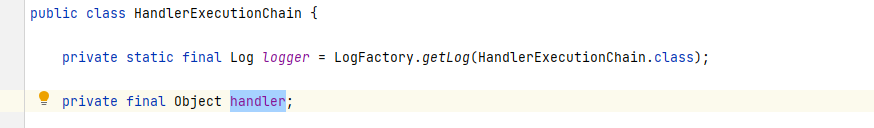 public class HandlerExecutionChain {
private static final Log logger = LogFactory.getLog(HandlerExecutionChain.class);
private final Object handler;